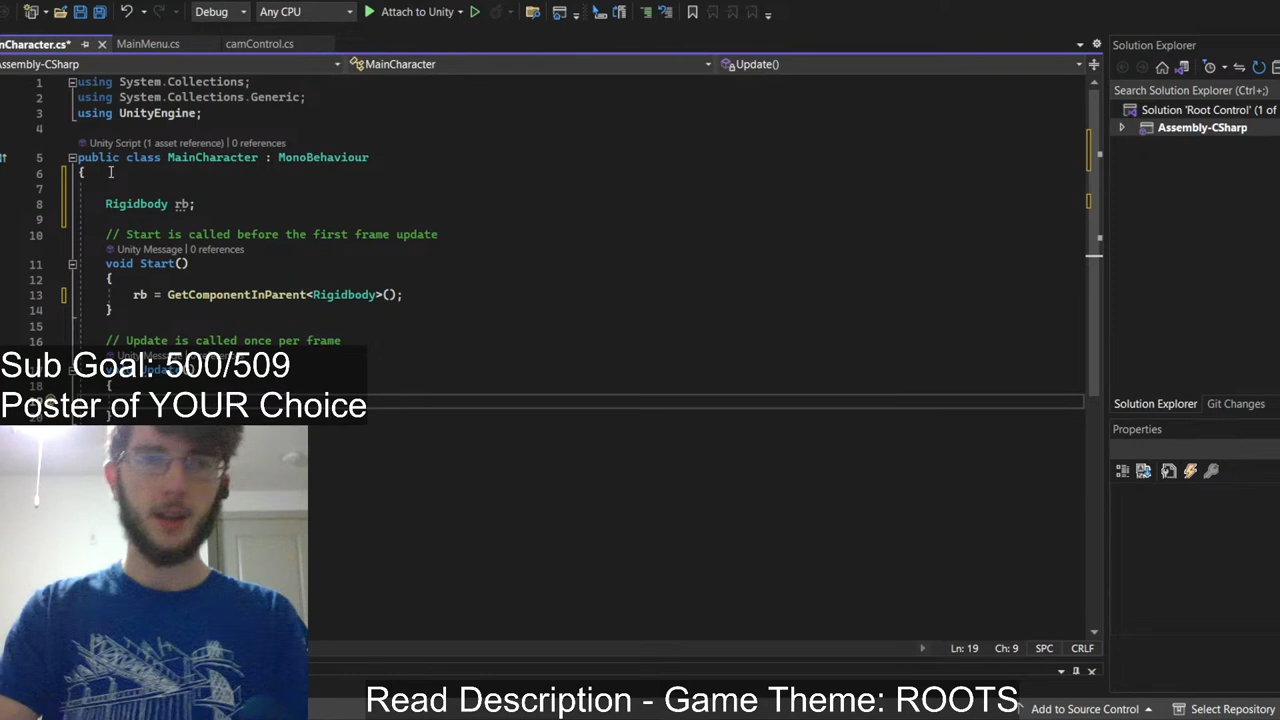 Debug
Any CPU
Attach to Unity
nCharacter.cs*
MainMenu.cs
camControl.cs
Assembly-CSharp
MainCharacter
Update()
1 using System.Collections;
2 using System.Collections.Generic;
3 using UnityEngine;
4
Unity Script (1 asset reference) | 0 references
5 public class MainCharacter : MonoBehaviour
6 {
7
8 Rigidbody rb;
9
10 // Start is called before the first frame update
Unity Message | 0 references
11 void Start()
12 {
13 rb = GetComponentInParent<Rigidbody>();
14 }
15
16 // Update is called once per frame
18 {
Sub Goal: 500/509
Poster of YOUR Choice
Ln: 19 Ch: 9 SPC CRLF
Solution Explorer
Search Solution Explorer (Ctrl+;)
Solution 'Root Control' (1 of
Assembly-CSharp
Solution Explorer Git Changes
Properties
Read Description - Game Theme: ROOTS
Add to Source Control
Select Repository